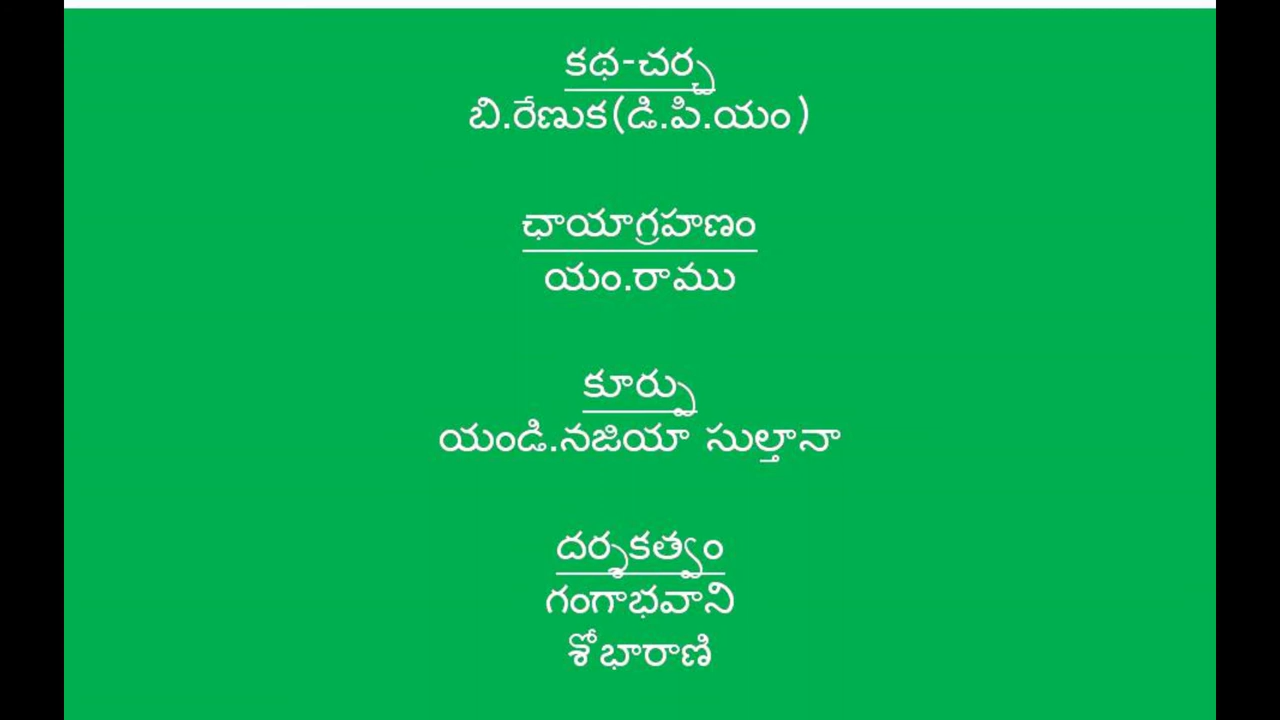 కథ-చర్చ
బి.రేణుక(డి.పి.యం)
ఛాయాగ్రహణం
యం.రాము
కూర్పు
యండి.నజియా సుల్తానా
దర్శకత్వం
గంగాభవాని
శోభారాణి